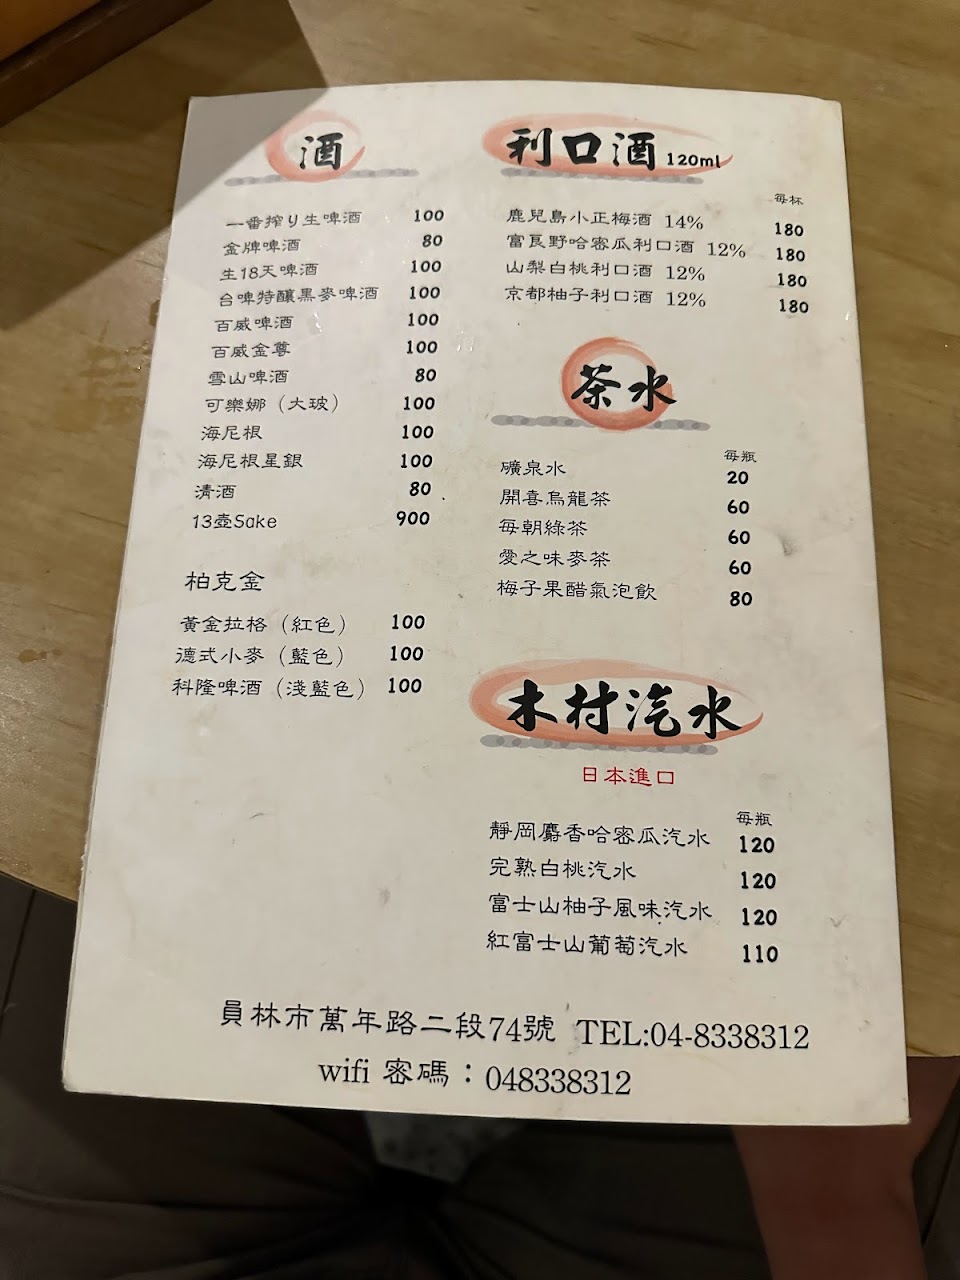 酒
一番搾り生啤酒 100
金牌啤酒 80
生18天啤酒 100
台啤特釀黑麥啤酒 100
百威啤酒 100
百威金尊 100
雪山啤酒 80
可樂娜（大玻） 100
海尼根 100
海尼根星銀 100
清酒 80
13壺Sake 900
柏克金
黃金拉格（紅色） 100
德式小麥（藍色） 100
科隆啤酒（淺藍色） 100
利口酒 120ml
每杯
鹿兒島小正梅酒 14% 180
富良野哈密瓜利口酒 12% 180
山梨白桃利口酒 12% 180
京都柚子利口酒 12% 180
茶水
每瓶
礦泉水 20
開喜烏龍茶 60
每朝綠茶 60
愛之味麥茶 60
梅子果醋氣泡飲 80
木村汽水
日本進口
每瓶
靜岡麝香哈密瓜汽水 120
完熟白桃汽水 120
富士山柚子風味汽水 120
紅富士山葡萄汽水 110
員林市萬年路二段74號 TEL:04-8338312
wifi 密碼：048338312